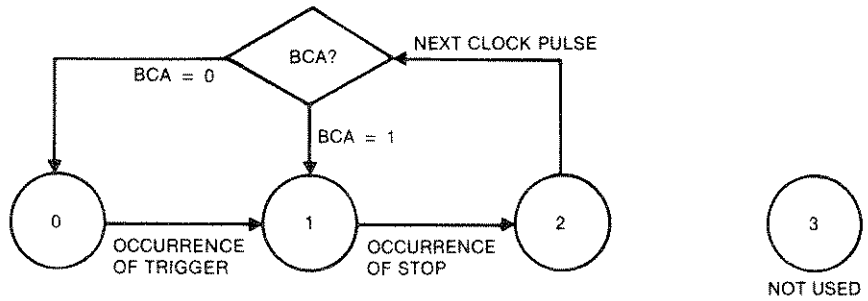 BCA?
NEXT CLOCK PULSE
BCA = 0
BCA = 1
0
1
2
3
OCCURRENCE
OF TRIGGER
OCCURRENCE
OF STOP
NOT USED